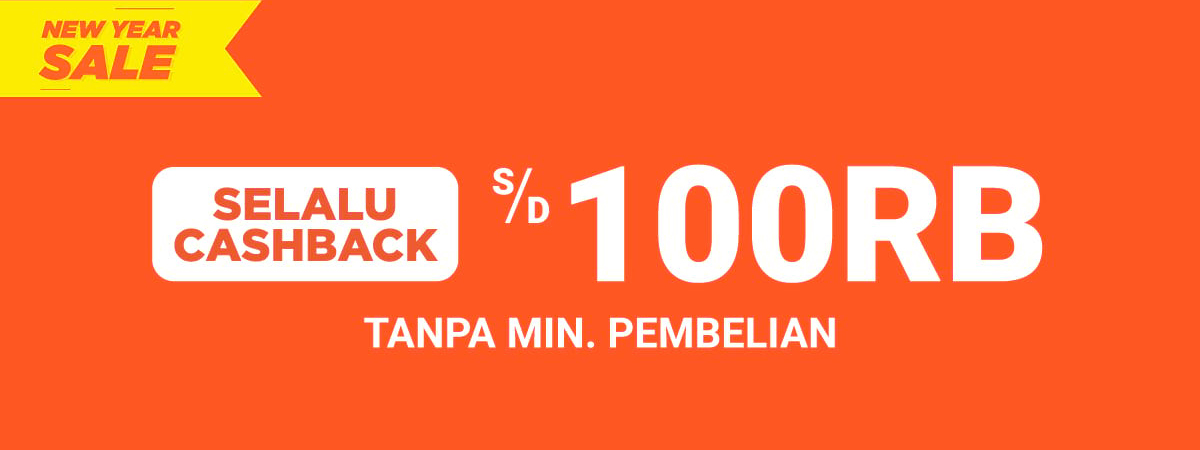 NEW YEAR
SALE
SELALU
CASHBACK
S/D 100RB
TANPA MIN. PEMBELIAN